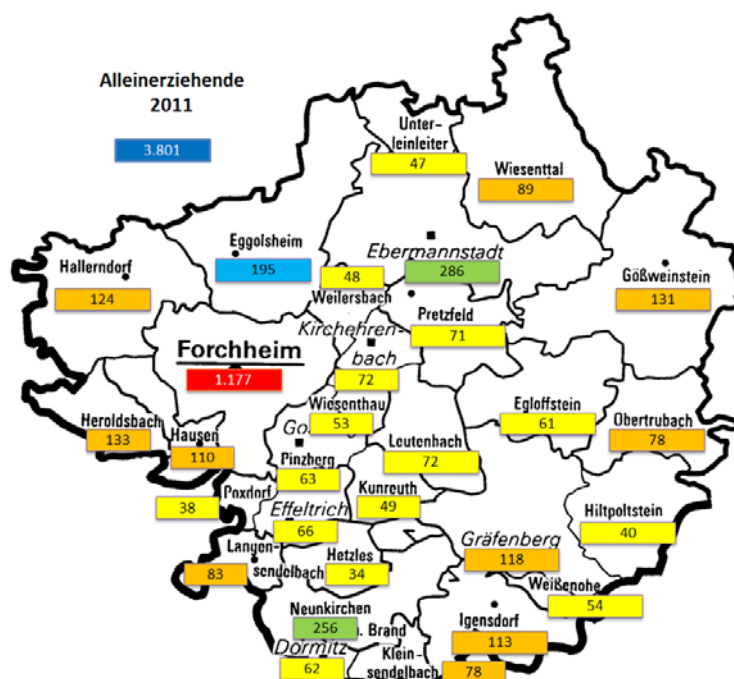 Alleinerziehende
2011
3.801
Unter-
leinleiter
47
Wiesenttal
89
Eggolsheim
195
Ebermannstadt
286
Hallerndorf
124
48
Weilersbach
Gößweinstein
131
Pretzfeld
71
Kirchehren-
bach
72
Forchheim
1.177
Wiesenthau
53
Egloffstein
61
Heroldsbach
133
Hausen
110
Obertrubach
78
Leutenbach
72
Pinzberg
63
Poxdorf
38
Kunreuth
49
Effeltrich
66
Hiltpoltstein
40
Gräfenberg
118
Langen-
sendelbach
83
Hetzles
34
Weißenohe
54
Neunkirchen
256
. Brand
Igensdorf
113
Dormitz
62
Klein-
sendelbach
78